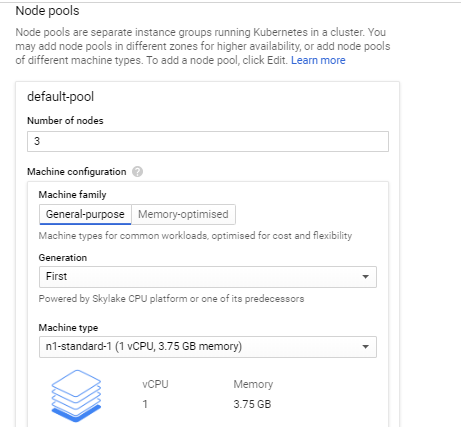 Node pools
Node pools are separate instance groups running Kubernetes in a cluster. You
may add node pools in different zones for higher availability, or add node pools
of different machine types. To add a node pool, click Edit. Learn more
default-pool
Number of nodes
3
Machine configuration ?
Machine family
General-purpose Memory-optimised
Machine types for common workloads, optimised for cost and flexibility
Generation
First
Powered by Skylake CPU platform or one of its predecessors
Machine type
n1-standard-1 (1 vCPU, 3.75 GB memory)
vCPU Memory
1 3.75 GB